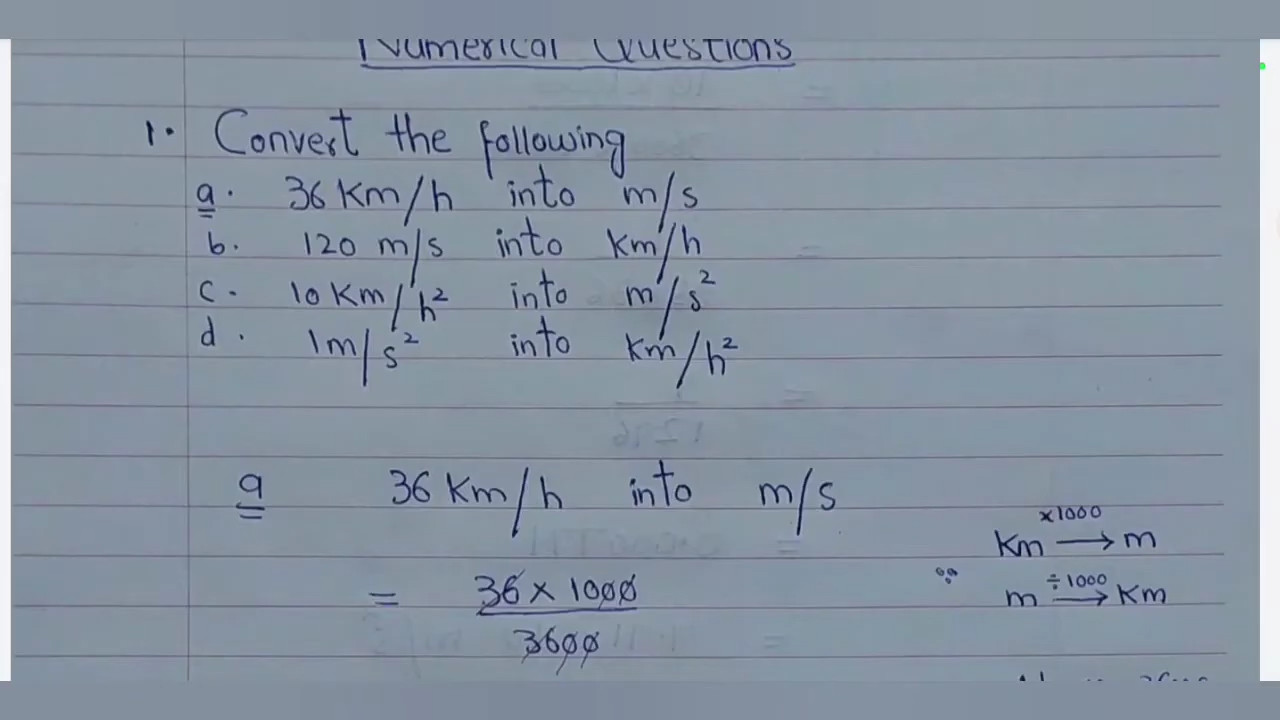 Numerical Questions
1. Convert the following
a. 36 Km/h into m/s
b. 120 m/s into km/h
c. 10 Km/h² into m/s²
d. 1m/s² into km/h²
a 36 Km/h into m/s
×1000
Km → m
= 36 × 1000
3600
∵ m ÷1000 → Km